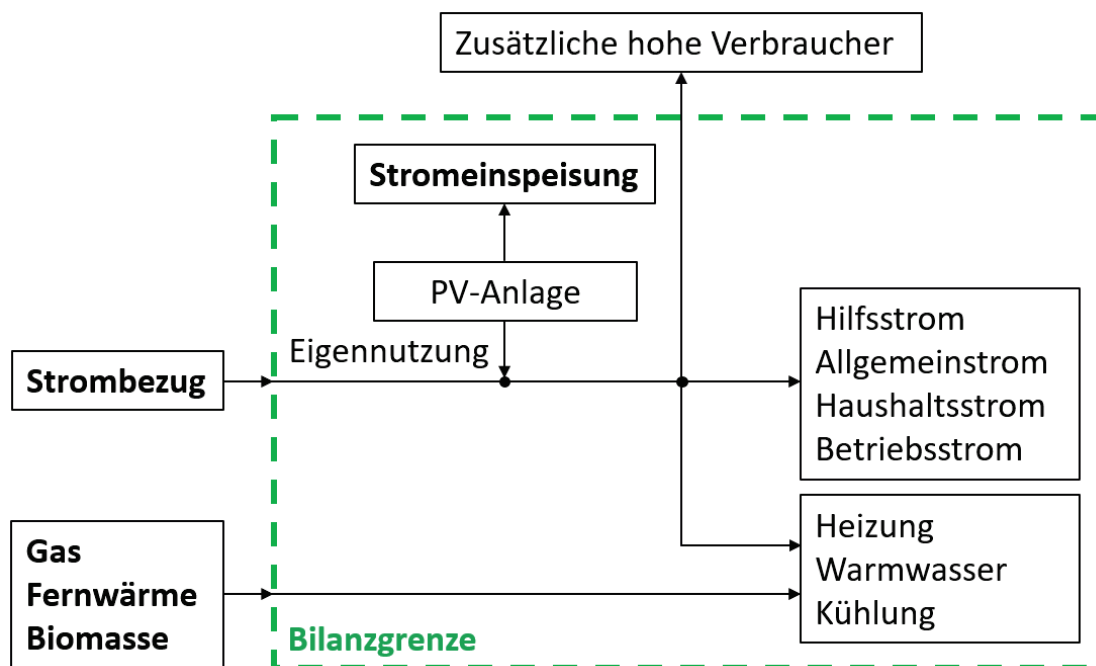 Zusätzliche hohe Verbraucher
Stromeinspeisung
PV-Anlage
Eigennutzung
Strombezug
Hilfsstrom
Allgemeinstrom
Haushaltsstrom
Betriebsstrom
Gas
Fernwärme
Biomasse
Heizung
Warmwasser
Kühlung
Bilanzgrenze